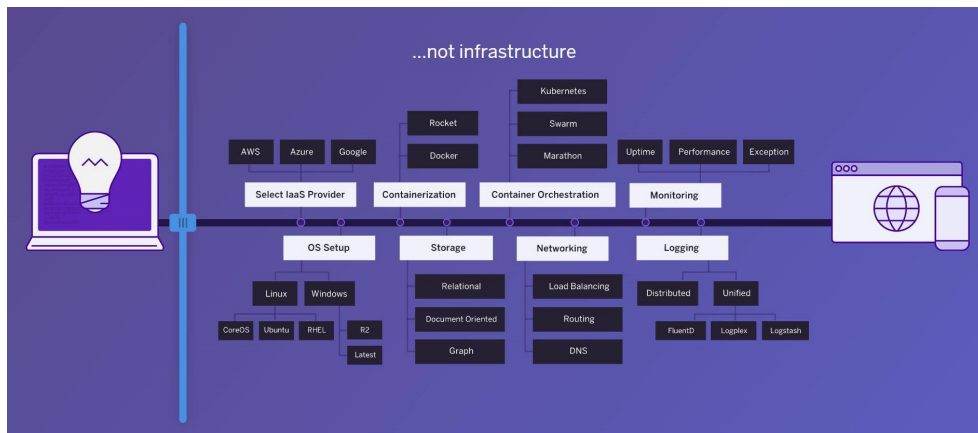 ...not infrastructure
Kubernetes
Rocket
Swarm
AWS
Azure
Google
Docker
Marathon
Uptime
Performance
Exception
Select IaaS Provider
Containerization
Container Orchestration
Monitoring
OS Setup
Storage
Networking
Logging
Linux
Windows
Relational
Load Balancing
Distributed
Unified
CoreOS
Ubuntu
RHEL
R2
Document Oriented
Routing
FluentD
Logplex
Logstash
Latest
Graph
DNS